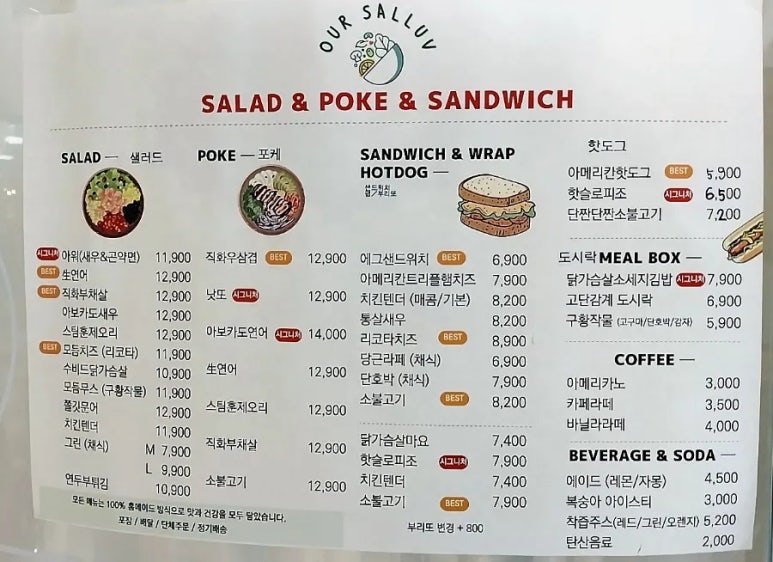 OUR SALLUV
SALAD & POKE & SANDWICH
SALAD — 샐러드
시그니처 아위(새우&곤약면) 11,900
BEST 生연어 12,900
BEST 직화부채살 12,900
아보카도새우 12,900
스팀훈제오리 12,900
BEST 모듬치즈 (리코타) 11,900
수비드닭가슴살 10,900
모듬무스 (구황작물) 11,900
쫄깃문어 12,900
치킨텐더 11,900
그린 (채식) M 7,900
L 9,900
연두부튀김 10,900
모든 메뉴는 100% 홈메이드 방식으로 맛과 건강을 모두 담았습니다.
포장 / 배달 / 단체주문 / 정기배송
POKE — 포케
직화우삼겹 BEST 12,900
낫또 시그니처 12,900
아보카도연어 시그니처 14,000
生연어 12,900
스팀훈제오리 12,900
직화부채살 12,900
소불고기 12,900
SANDWICH & WRAP
HOTDOG —
에그샌드위치 BEST 6,900
아메리칸트리플햄치즈 7,900
치킨텐더 (매콤/기본) 8,200
통살새우 8,200
리코타치즈 BEST 8,900
당근라페 (채식) 6,900
단호박 (채식) 7,900
소불고기 BEST 8,200
닭가슴살마요 7,400
핫슬로피조 시그니처 7,900
치킨텐더 7,400
소불고기 BEST 7,900
부리또 변경 + 800
핫도그
아메리칸핫도그 BEST 5,900
핫슬로피조 시그니처 6,500
단짠단짠소불고기 7,200
도시락 MEAL BOX —
닭가슴살소세지김밥 시그니처 7,900
고단감계 도시락 6,900
구황작물 (고구마/단호박/감자) 5,900
COFFEE —
아메리카노 3,000
카페라떼 3,500
바닐라라떼 4,000
BEVERAGE & SODA —
에이드 (레몬/자몽) 4,500
복숭아 아이스티 3,000
착즙주스(레드/그린/오렌지) 5,200
탄산음료 2,000